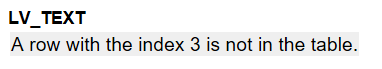 LV_TEXT
A row with the index 3 is not in the table.